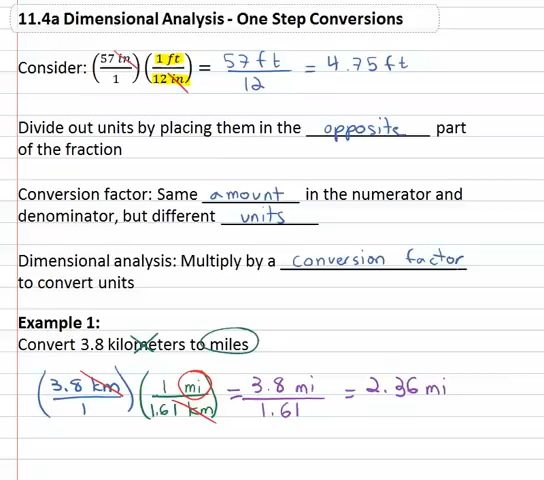 11.4a Dimensional Analysis - One Step Conversions
Consider: (57 in / 1) (1 ft / 12 in) = 57 ft / 12 = 4.75 ft
Divide out units by placing them in the opposite part
of the fraction
Conversion factor: Same amount in the numerator and
denominator, but different units
Dimensional analysis: Multiply by a conversion factor
to convert units
Example 1:
Convert 3.8 kilometers to miles
(3.8 km / 1) (1 mi / 1.61 km) = 3.8 mi / 1.61 = 2.36 mi